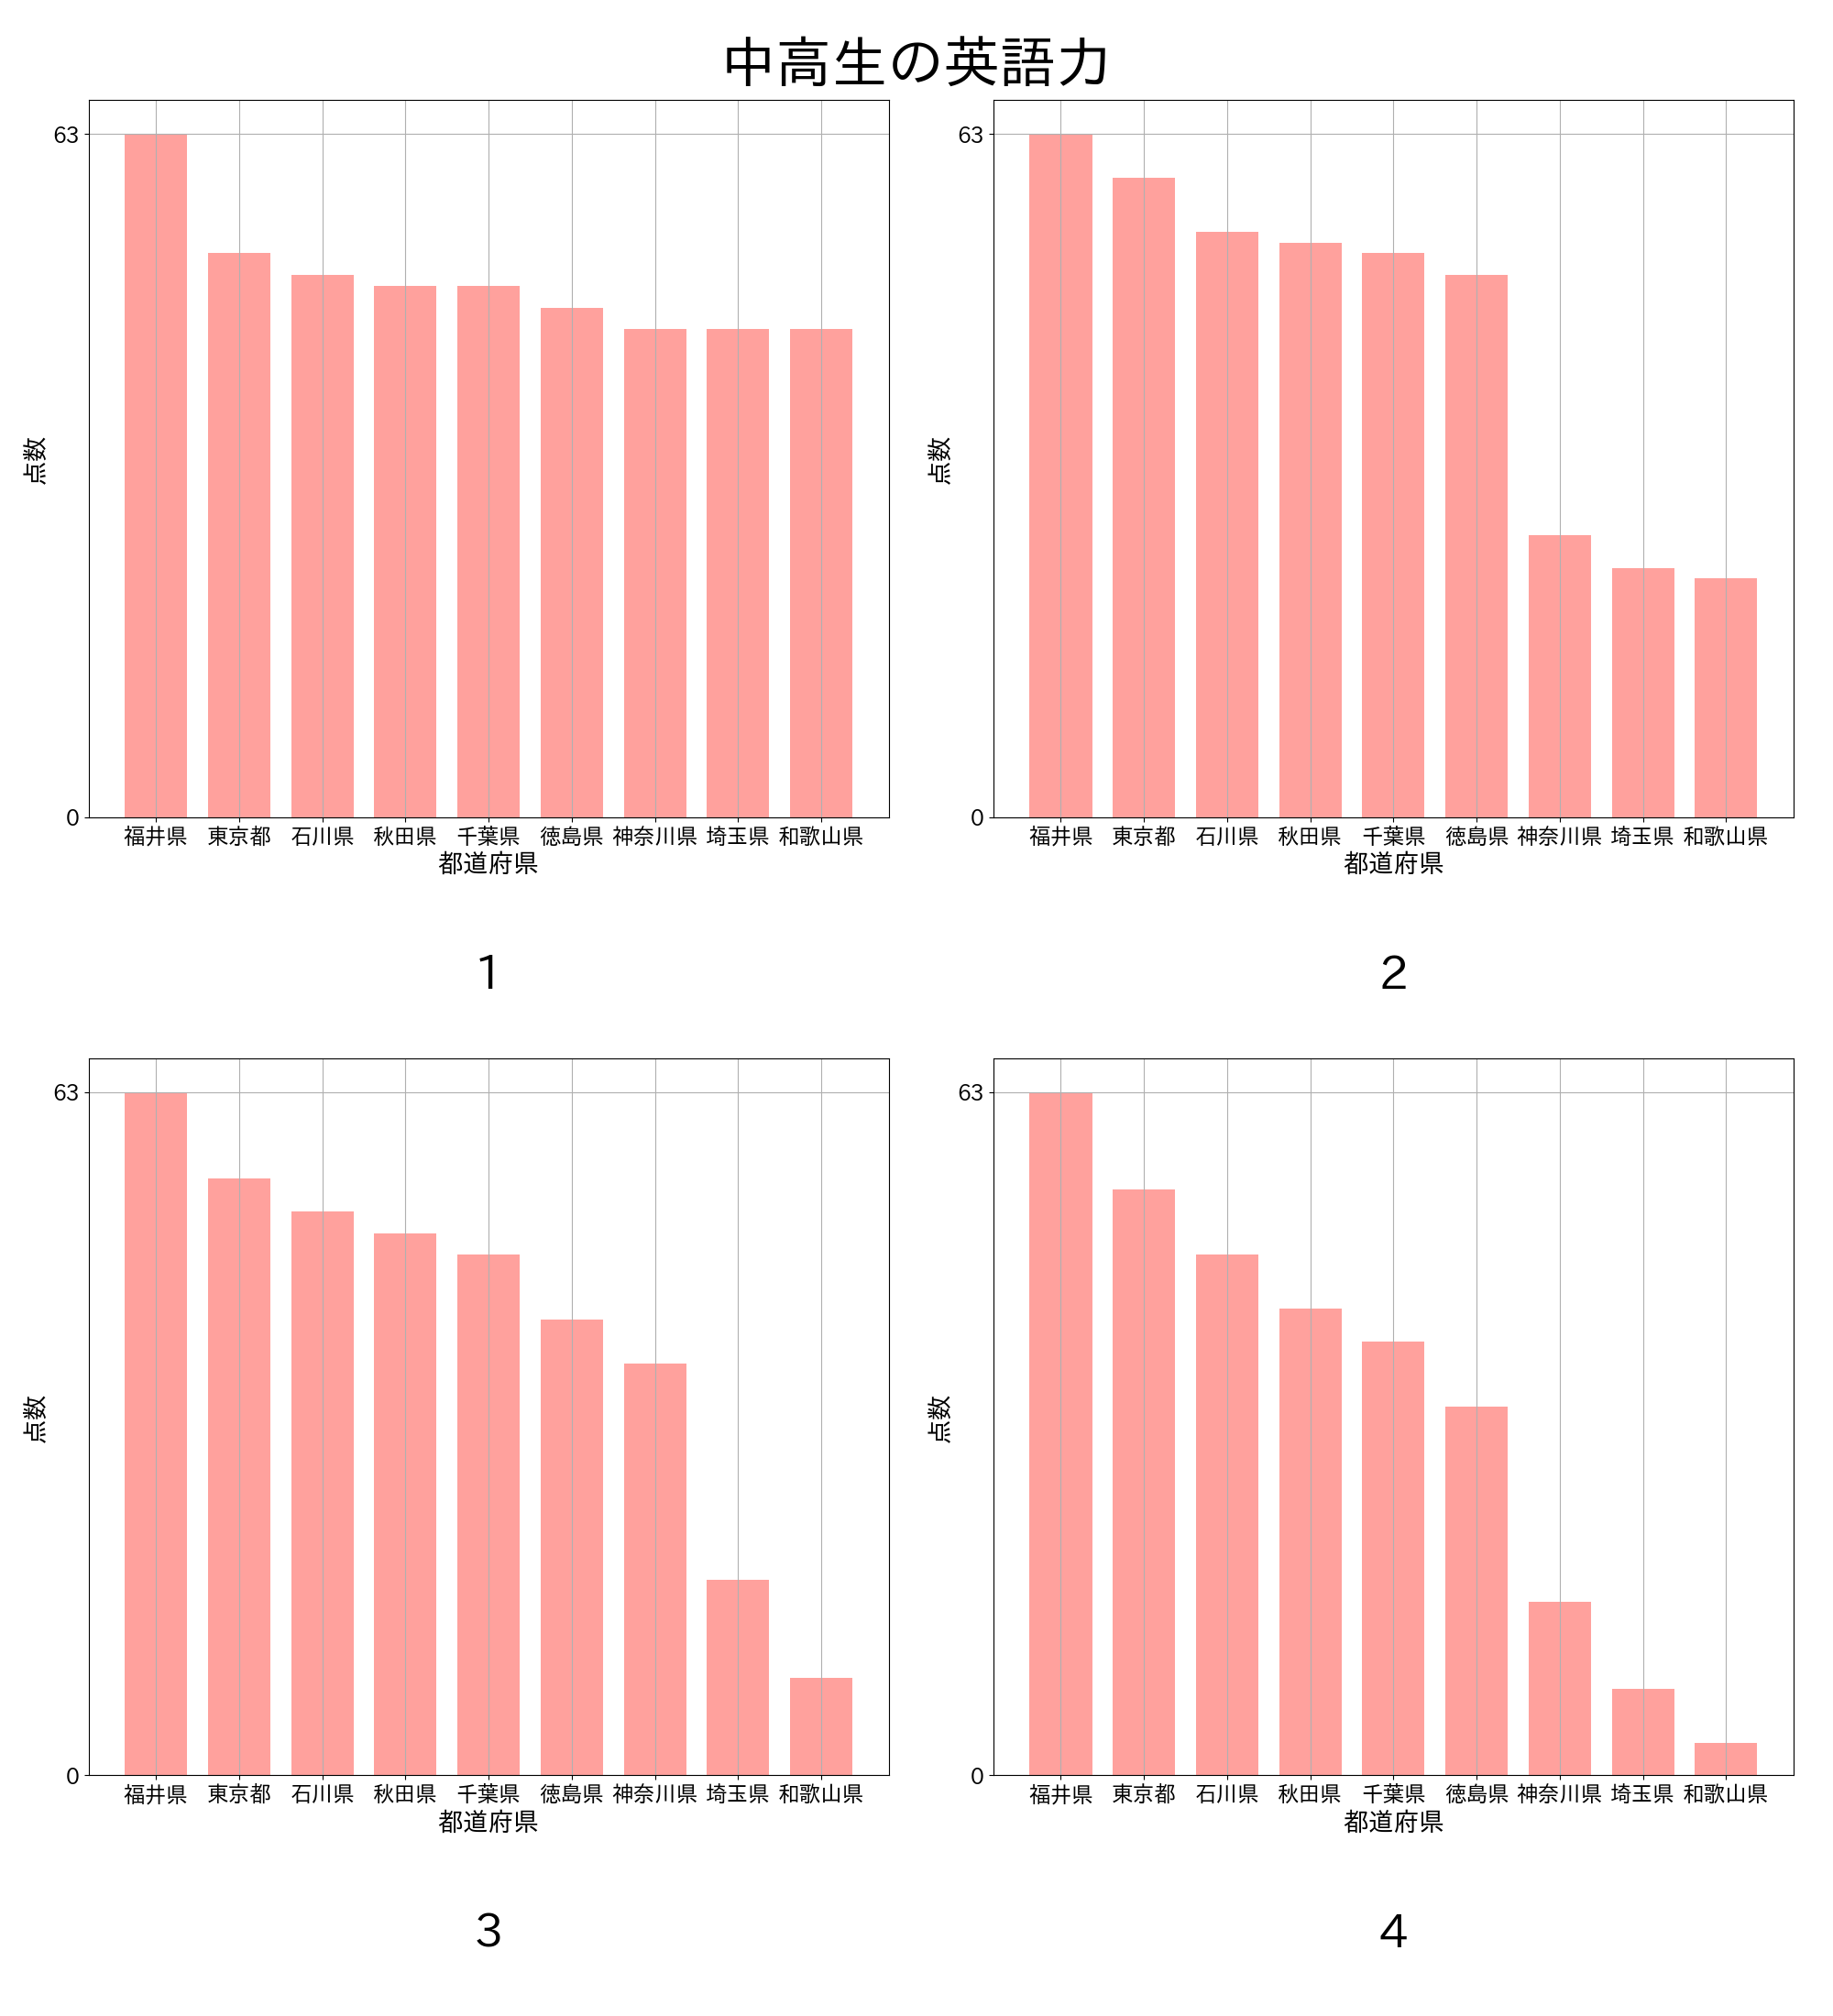 中高生の英語力
63
0
点数
福井県 東京都 石川県 秋田県 千葉県 徳島県 神奈川県 埼玉県 和歌山県
都道府県
1
63
0
点数
福井県 東京都 石川県 秋田県 千葉県 徳島県 神奈川県 埼玉県 和歌山県
都道府県
2
63
0
点数
福井県 東京都 石川県 秋田県 千葉県 徳島県 神奈川県 埼玉県 和歌山県
都道府県
3
63
0
点数
福井県 東京都 石川県 秋田県 千葉県 徳島県 神奈川県 埼玉県 和歌山県
都道府県
4